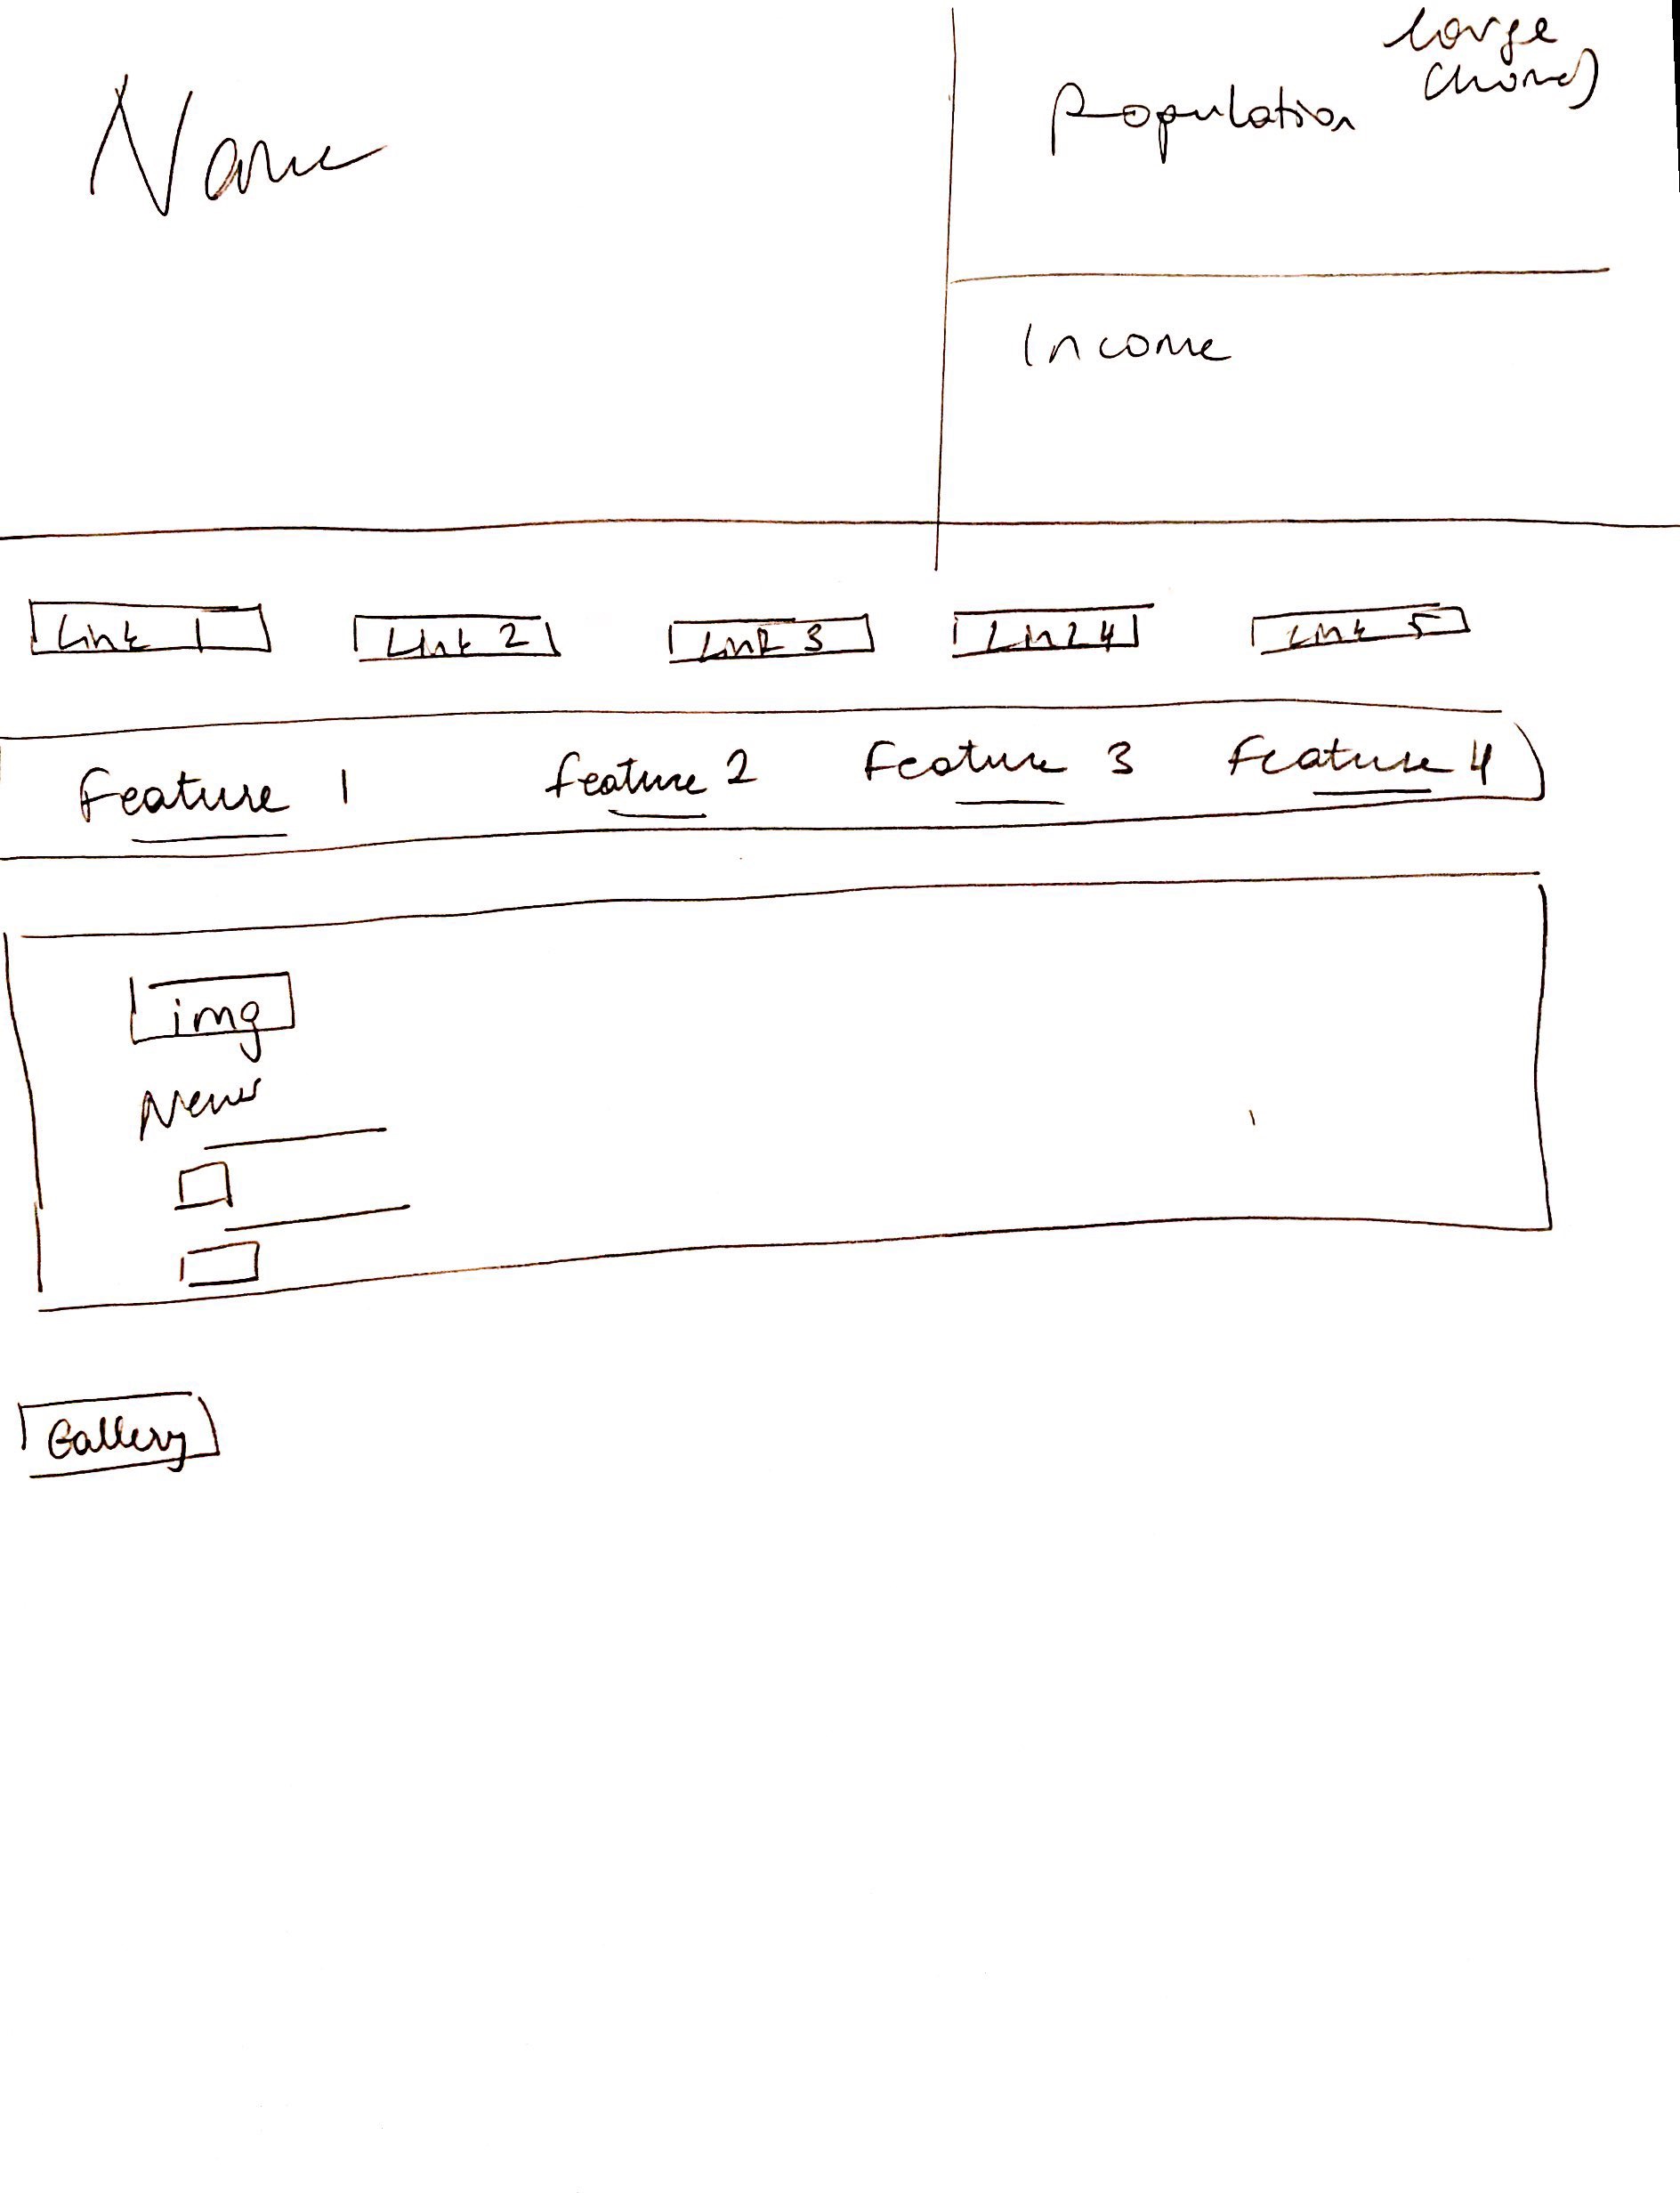 Name
large
Population
Income
Link 1
Link 2
Link 3
Link 4
Link 5
Feature 1
Feature 2
Feature 3
Feature 4
img
News
Gallery